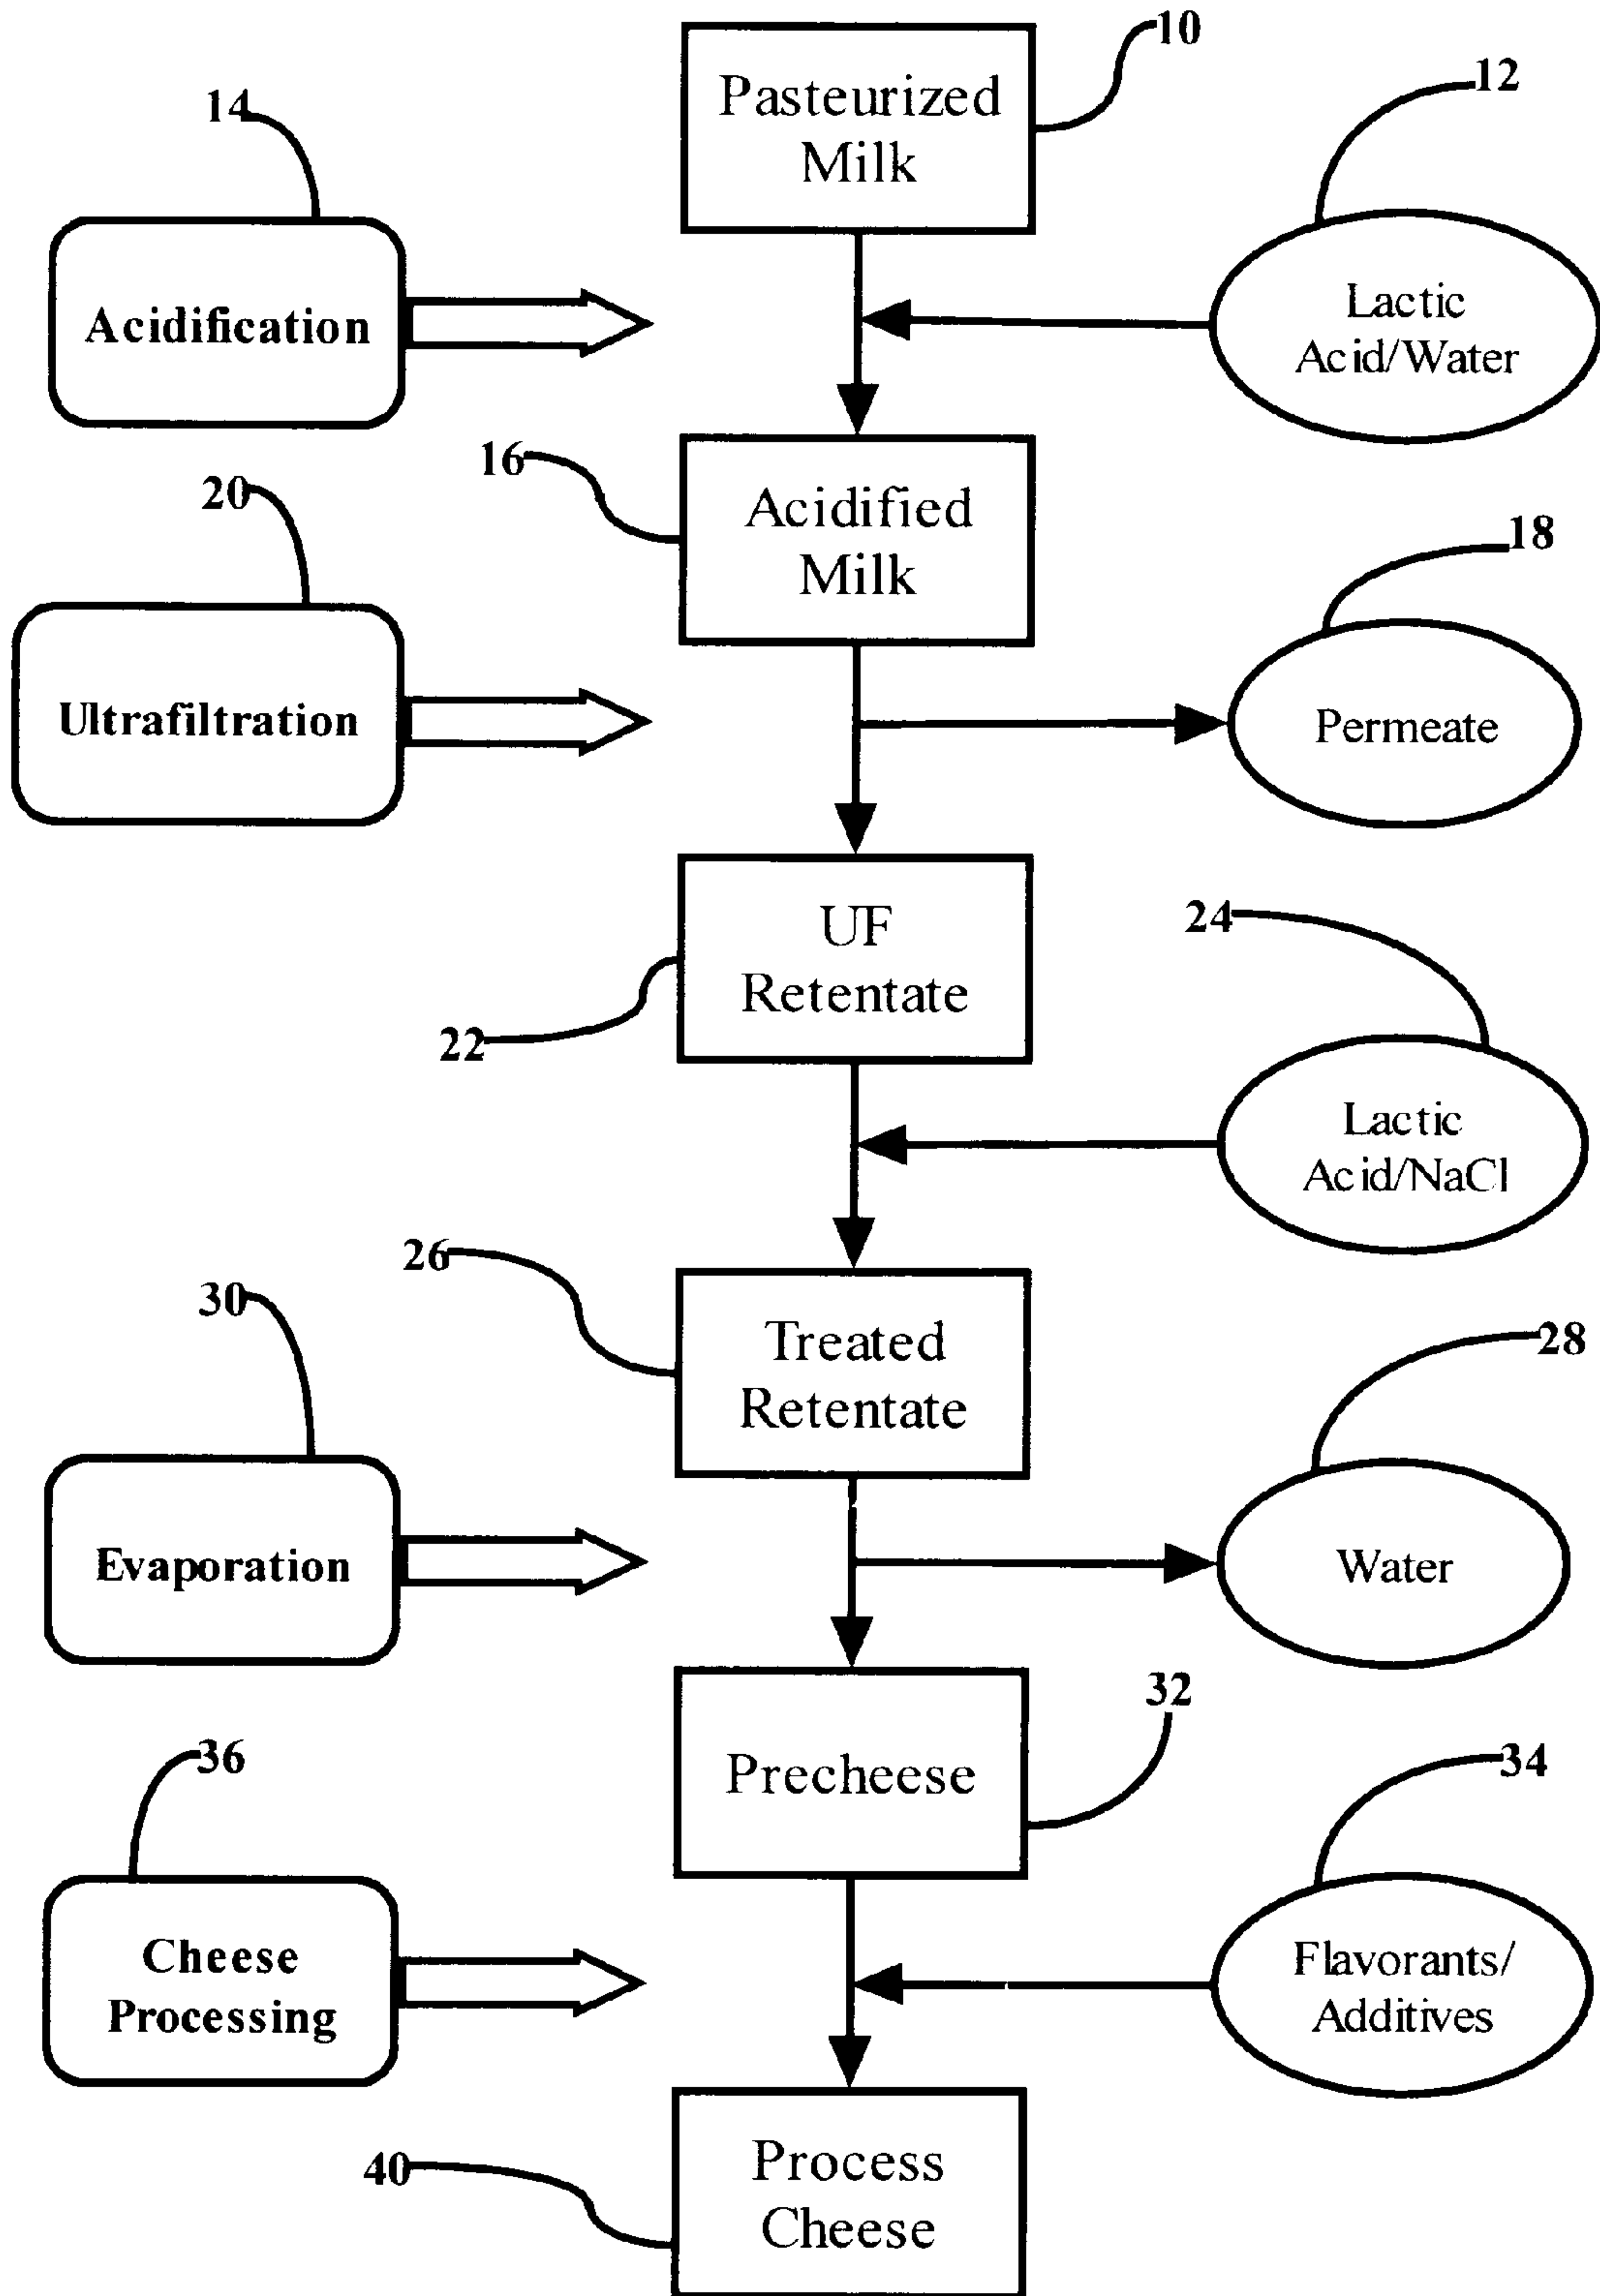 10
Pasteurized
Milk
12
14
Acidification
Lactic
Acid/Water
16
Acidified
Milk
20
18
Ultrafiltration
Permeate
UF
Retentate
22
24
Lactic
Acid/NaCl
26
Treated
Retentate
30
28
Evaporation
Water
32
Precheese
36
34
Cheese
Processing
Flavorants/
Additives
40
Process
Cheese